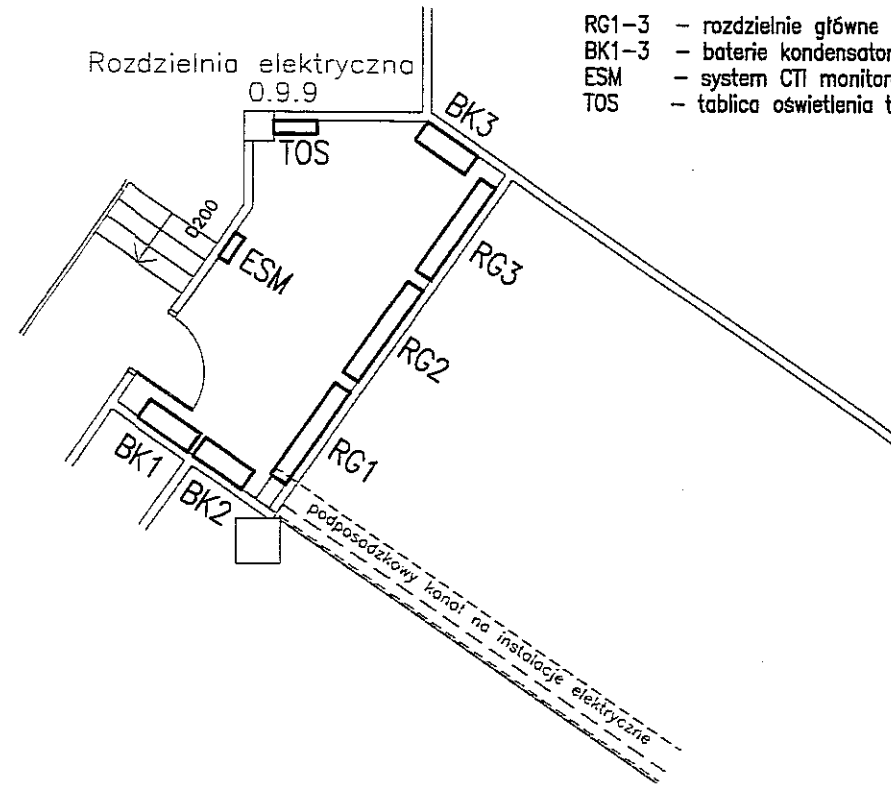 RG1-3 – rozdzielnie główne
BK1-3 – baterie kondensator
ESM – system CTI monitor
TOS – tablica oświetlenia t
Rozdzielnia elektryczna
0.9.9
BK3
TOS
D200
ESM
RG3
RG2
RG1
BK1
BK2
podposadzkowy kanał na instalacje elektryczne